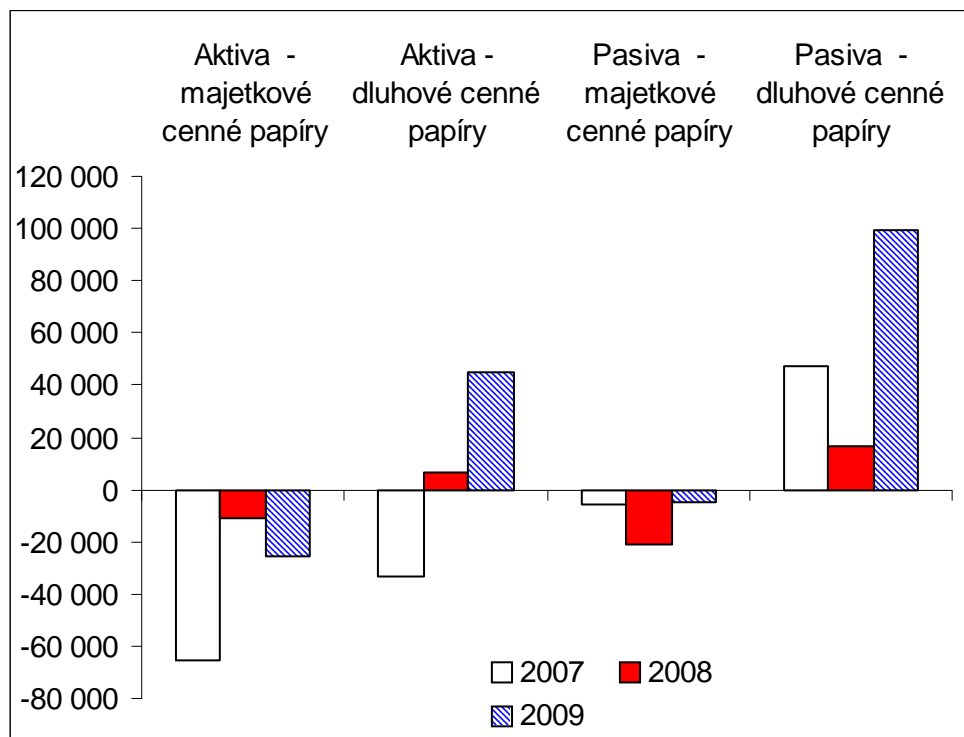 Aktiva -
majetkové
cenné papíry
Aktiva -
dluhové cenné
papíry
Pasiva -
majetkové
cenné papíry
Pasiva -
dluhové cenné
papíry
120 000
100 000
80 000
60 000
40 000
20 000
0
-20 000
-40 000
-60 000
-80 000
2007
2008
2009